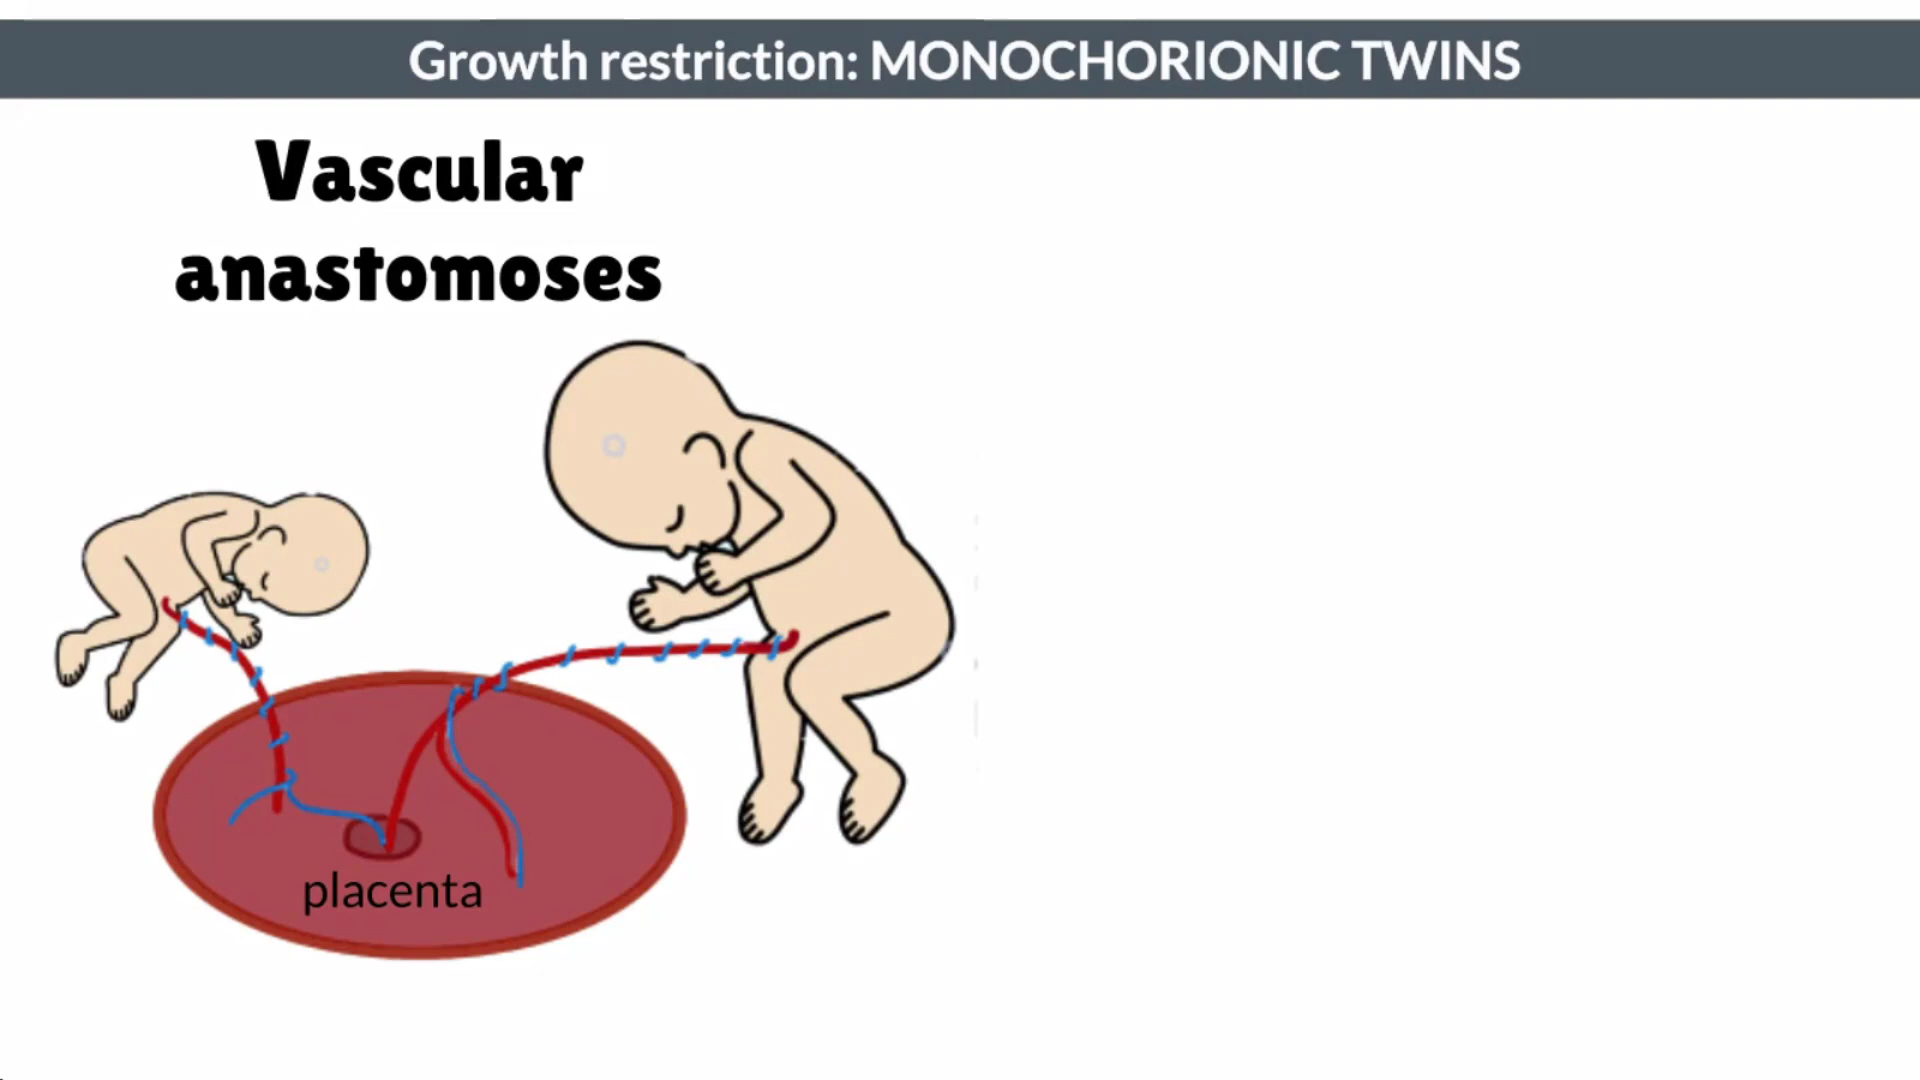 Growth restriction: MONOCHORIONIC TWINS
Vascular
anastomoses
placenta